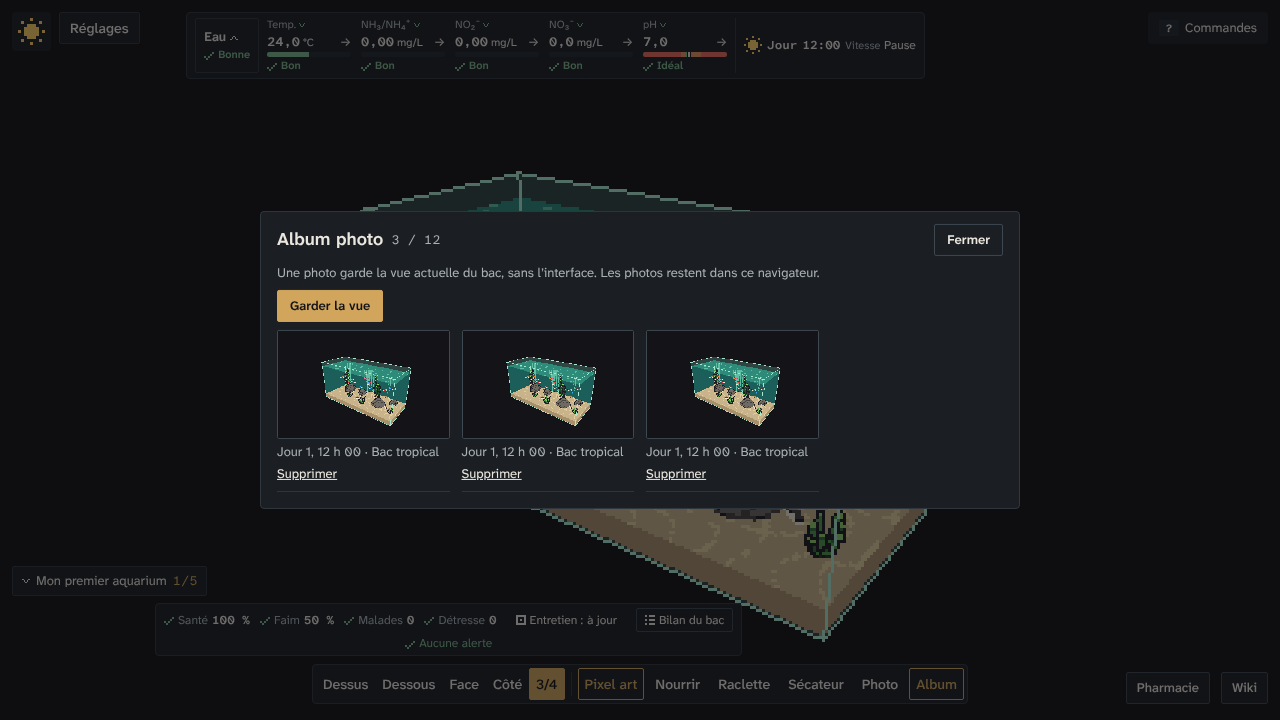 Réglages
Eau
Bonne
Temp.
24,0 °C
Bon
NH₃/NH₄⁺
0,00 mg/L
Bon
NO₂⁻
0,00 mg/L
Bon
NO₃⁻
0,0 mg/L
Bon
pH
7,0
Idéal
Jour 12:00 Vitesse Pause
? Commandes
Album photo 3 / 12
Fermer
Une photo garde la vue actuelle du bac, sans l'interface. Les photos restent dans ce navigateur.
Garder la vue
Jour 1, 12 h 00 · Bac tropical
Supprimer
Jour 1, 12 h 00 · Bac tropical
Supprimer
Jour 1, 12 h 00 · Bac tropical
Supprimer
Mon premier aquarium 1/5
Santé 100 % Faim 50 % Malades 0 Détresse 0 Entretien : à jour Bilan du bac
Aucune alerte
Dessus Dessous Face Côté 3/4 Pixel art Nourrir Raclette Sécateur Photo Album
Pharmacie Wiki